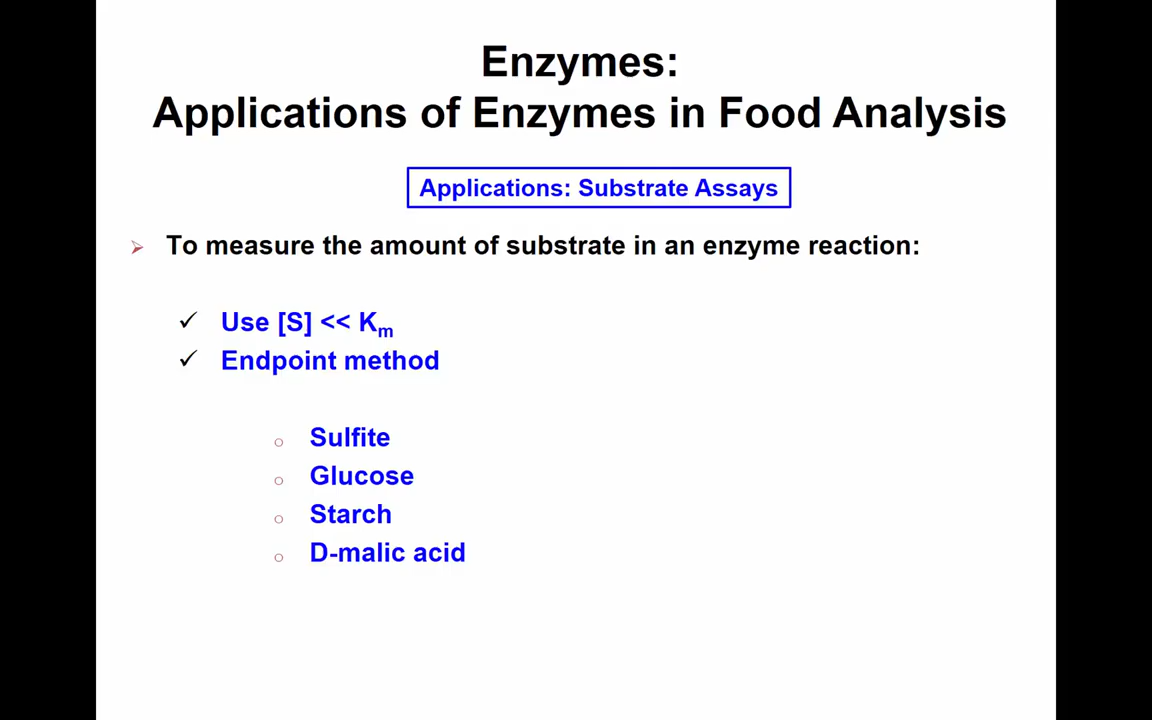 Enzymes:
Applications of Enzymes in Food Analysis
Applications: Substrate Assays
To measure the amount of substrate in an enzyme reaction:
Use [S] << Km
Endpoint method
Sulfite
Glucose
Starch
D-malic acid